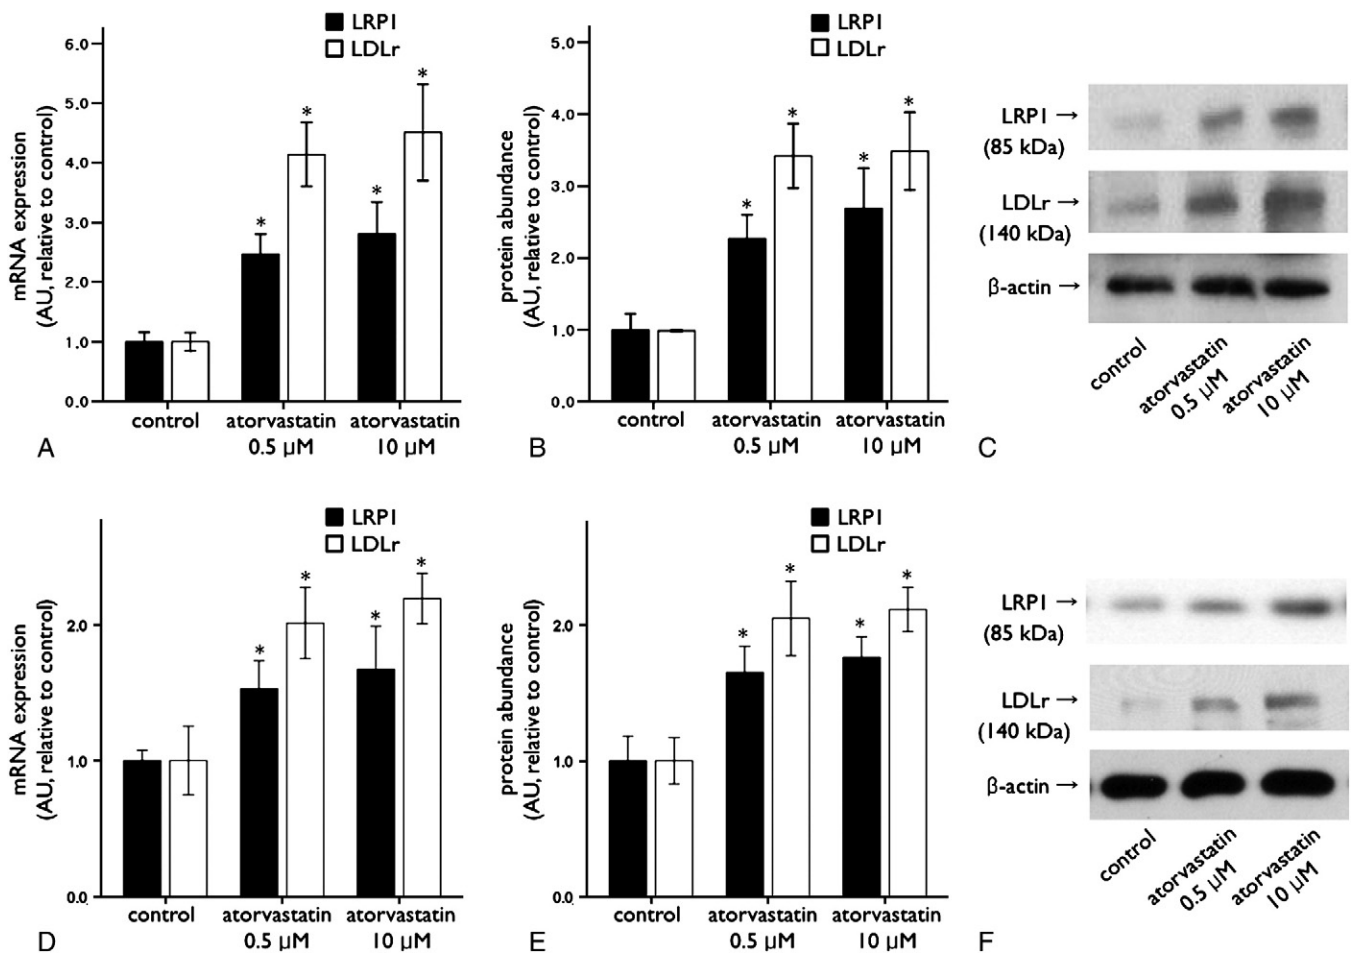 LRP1
LDLr
6.0
5.0
4.0
3.0
2.0
1.0
0.0
mRNA expression
(AU, relative to control)
* * * *
control
atorvastatin
0.5 µM
atorvastatin
10 µM
A
LRP1
LDLr
5.0
4.0
3.0
2.0
1.0
0.0
protein abundance
(AU, relative to control)
* * * *
control
atorvastatin
0.5 µM
atorvastatin
10 µM
B
LRP1 →
(85 kDa)
LDLr →
(140 kDa)
β-actin →
control
atorvastatin
0.5 µM
atorvastatin
10 µM
C
LRP1
LDLr
2.0
1.0
0.0
mRNA expression
(AU, relative to control)
* * * *
control
atorvastatin
0.5 µM
atorvastatin
10 µM
D
LRP1
LDLr
2.0
1.0
0.0
protein abundance
(AU, relative to control)
* * * *
control
atorvastatin
0.5 µM
atorvastatin
10 µM
E
LRP1 →
(85 kDa)
LDLr →
(140 kDa)
β-actin →
control
atorvastatin
0.5 µM
atorvastatin
10 µM
F